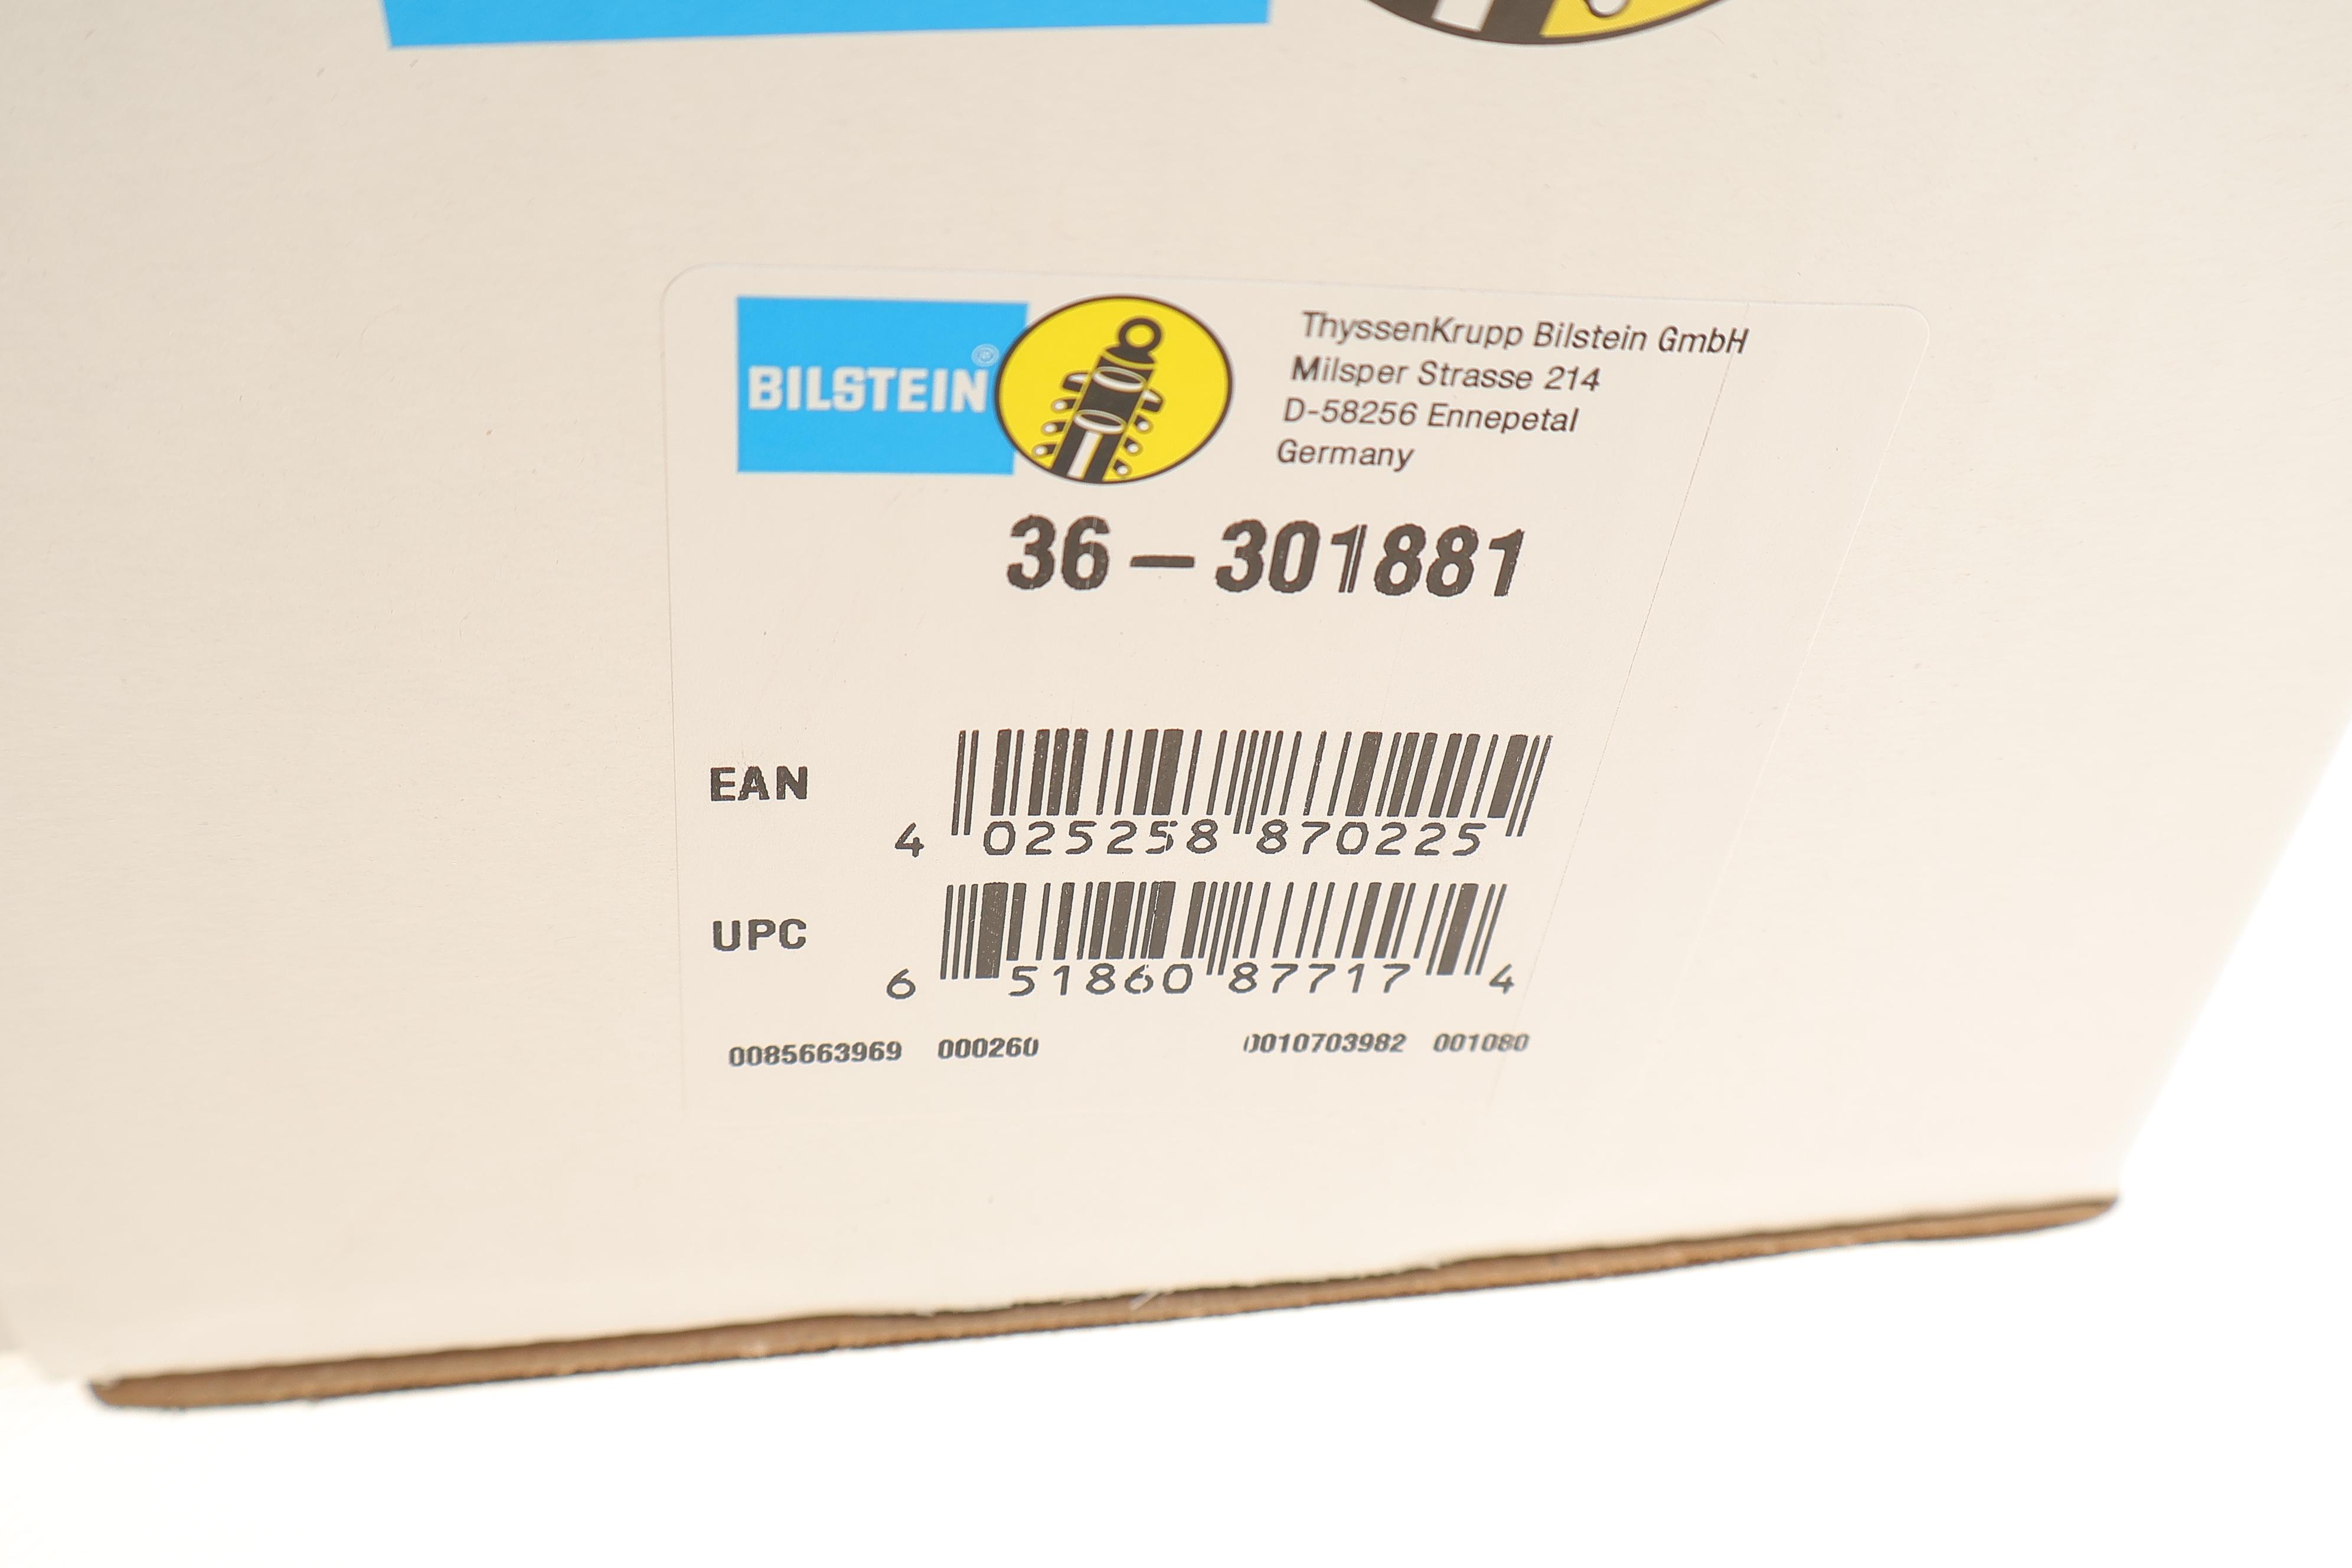 BILSTEIN®
ThyssenKrupp Bilstein GmbH
Milsper Strasse 214
D-58256 Ennepetal
Germany
36-301881
EAN
4 025258 870225
UPC
6 51860 87717 4
0085663969 000260 0010703982 001080